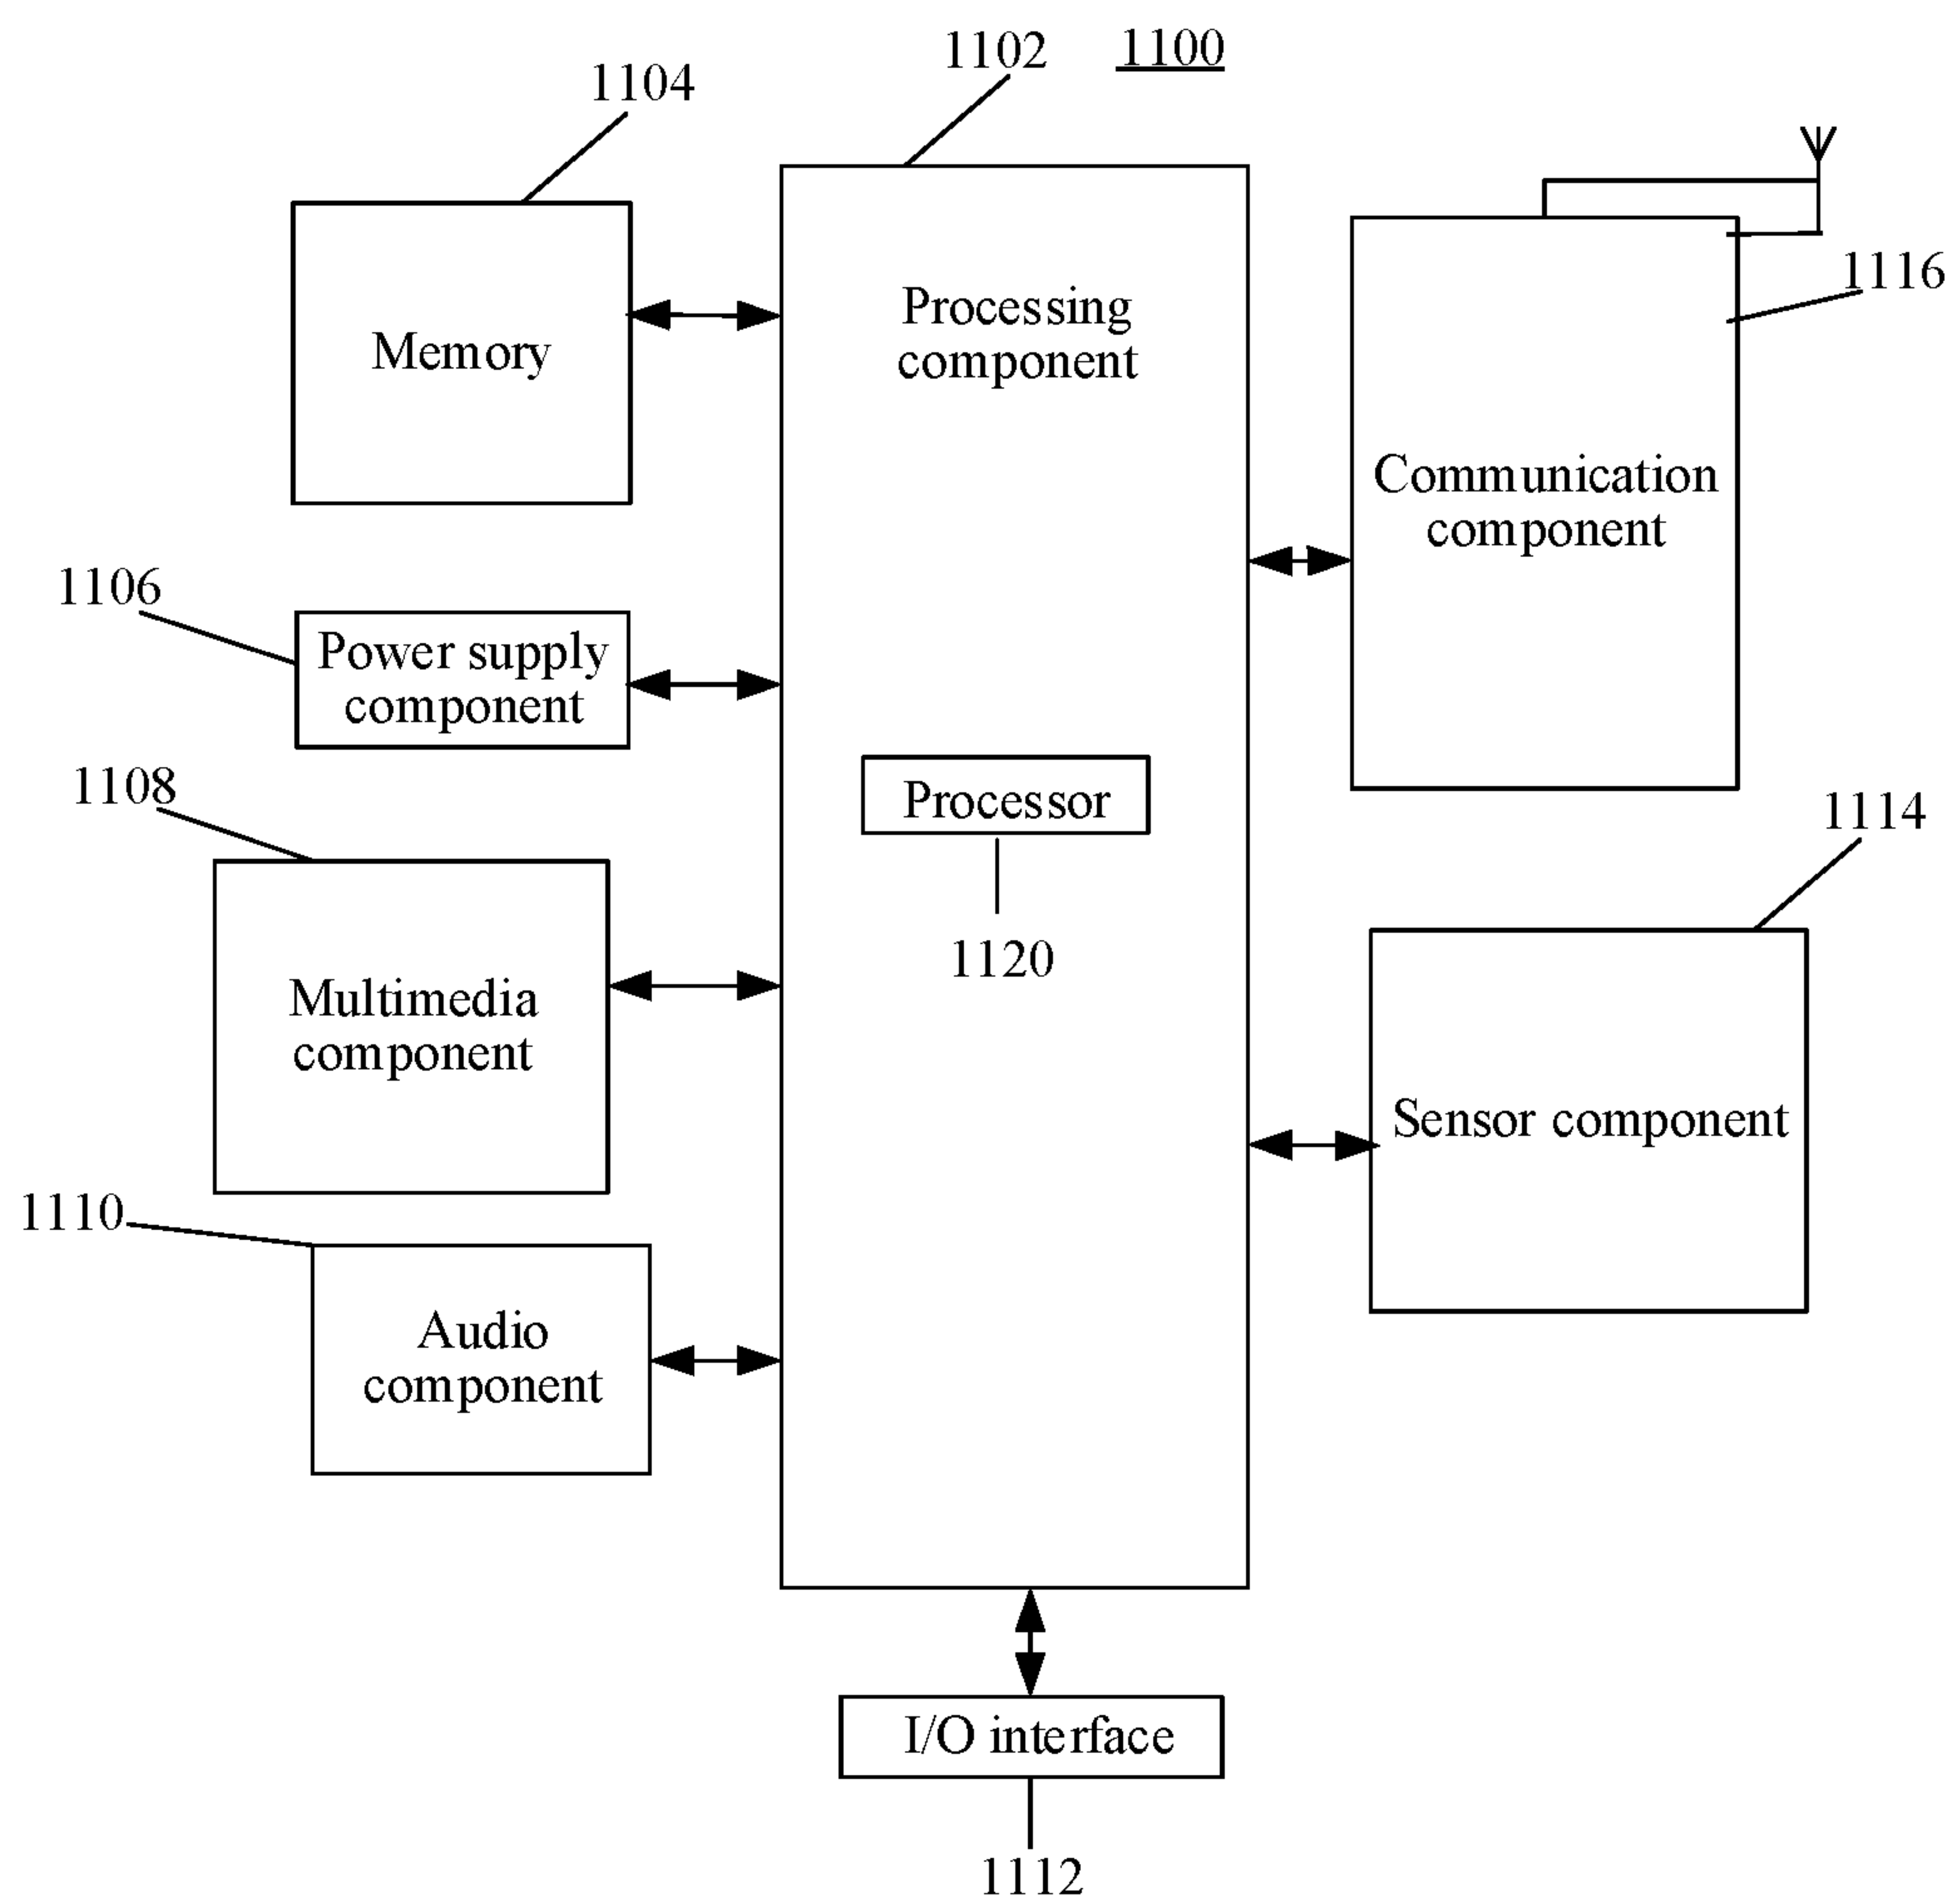 1102
1100
1104
Memory
Processing
component
1116
Communication
component
1106
Power supply
component
Processor
1120
1108
Multimedia
component
1114
Sensor component
1110
Audio
component
I/O interface
1112